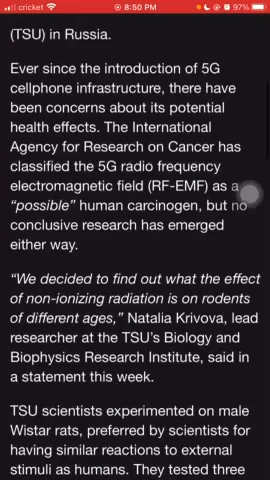 cricket 8:50 PM 97%
(TSU) in Russia.
Ever since the introduction of 5G
cellphone infrastructure, there have
been concerns about its potential
health effects. The International
Agency for Research on Cancer has
classified the 5G radio frequency
electromagnetic field (RF-EMF) as a
“possible” human carcinogen, but no
conclusive research has emerged
either way.
“We decided to find out what the effect
of non-ionizing radiation is on rodents
of different ages,” Natalia Krivova, lead
researcher at the TSU’s Biology and
Biophysics Research Institute, said in
a statement this week.
TSU scientists experimented on male
Wistar rats, preferred by scientists for
having similar reactions to external
stimuli as humans. They tested three